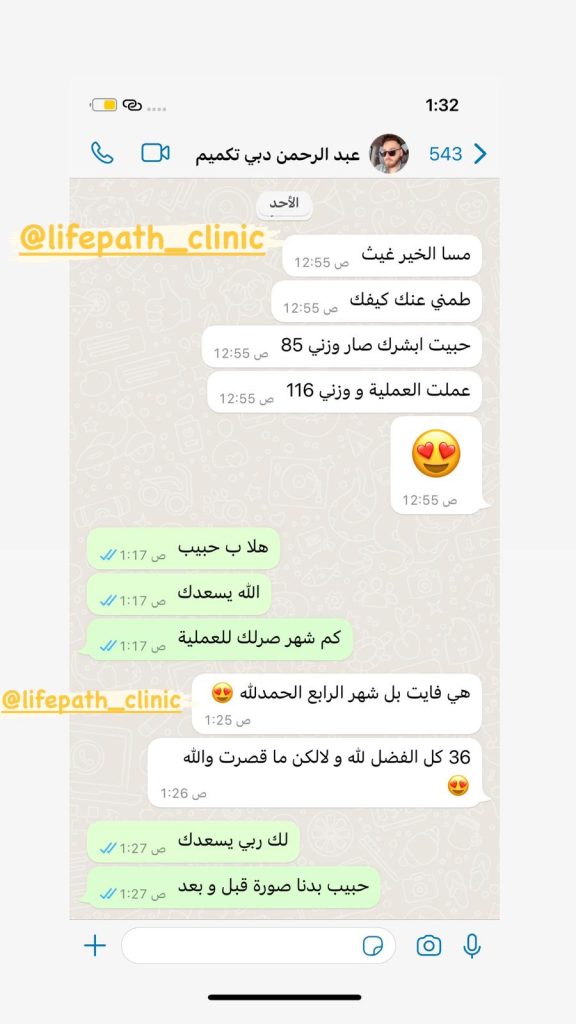 1:32
543
عبد الرحمن دبي تكميم
الأحد
@lifepath_clinic
مسا الخير غيث
12:55 ص
طمني عنك كيفك
12:55 ص
حبيت ابشرك صار وزني 85
12:55 ص
عملت العملية و وزني 116
12:55 ص
😍
12:55 ص
هلا ب حبيب
1:17 ص
الله يسعدك
1:17 ص
كم شهر صرلك للعملية
1:17 ص
@lifepath_clinic
هي فايت بل شهر الرابع الحمدلله 😍
1:25 ص
36 كل الفضل لله و لالكن ما قصرت والله
😍
1:26 ص
لك ربي يسعدك
1:27 ص
حبيب بدنا صورة قبل و بعد
1:27 ص